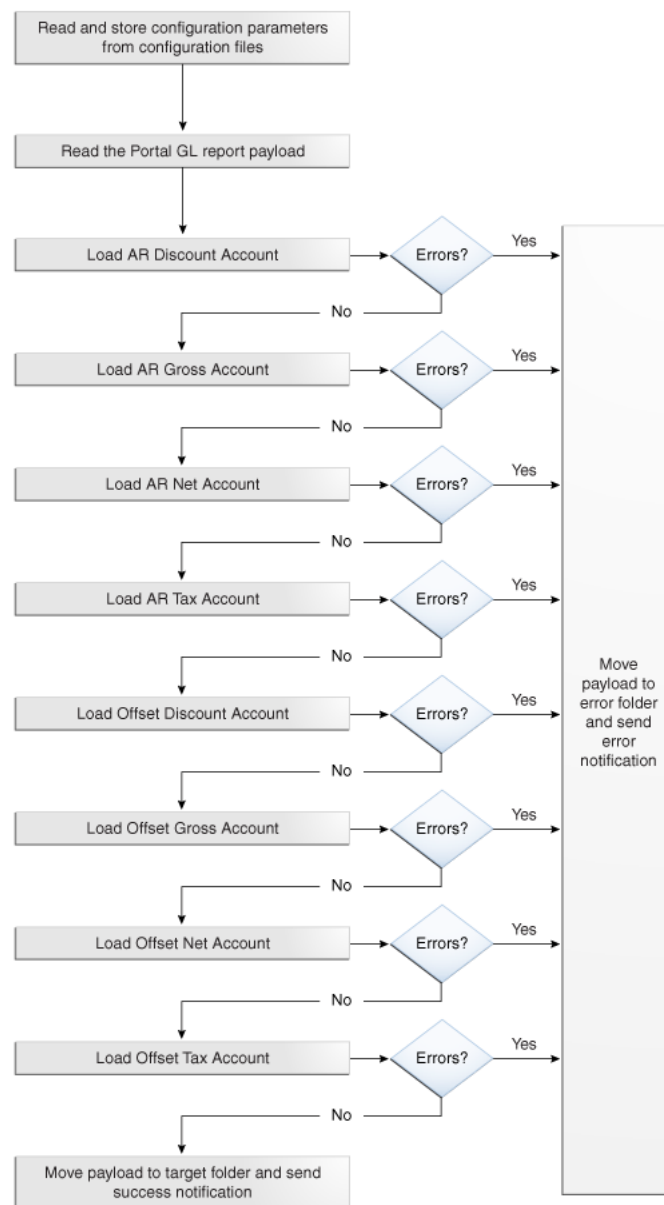 Read and store configuration parameters
from configuration files
Read the Portal GL report payload
Load AR Discount Account
Errors?
Yes
No
Load AR Gross Account
Errors?
Yes
No
Load AR Net Account
Errors?
Yes
No
Load AR Tax Account
Errors?
Yes
No
Load Offset Discount Account
Errors?
Yes
No
Load Offset Gross Account
Errors?
Yes
No
Load Offset Net Account
Errors?
Yes
No
Load Offset Tax Account
Errors?
Yes
No
Move payload to target folder and send
success notification
Move
payload to
error folder
and send
error
notification